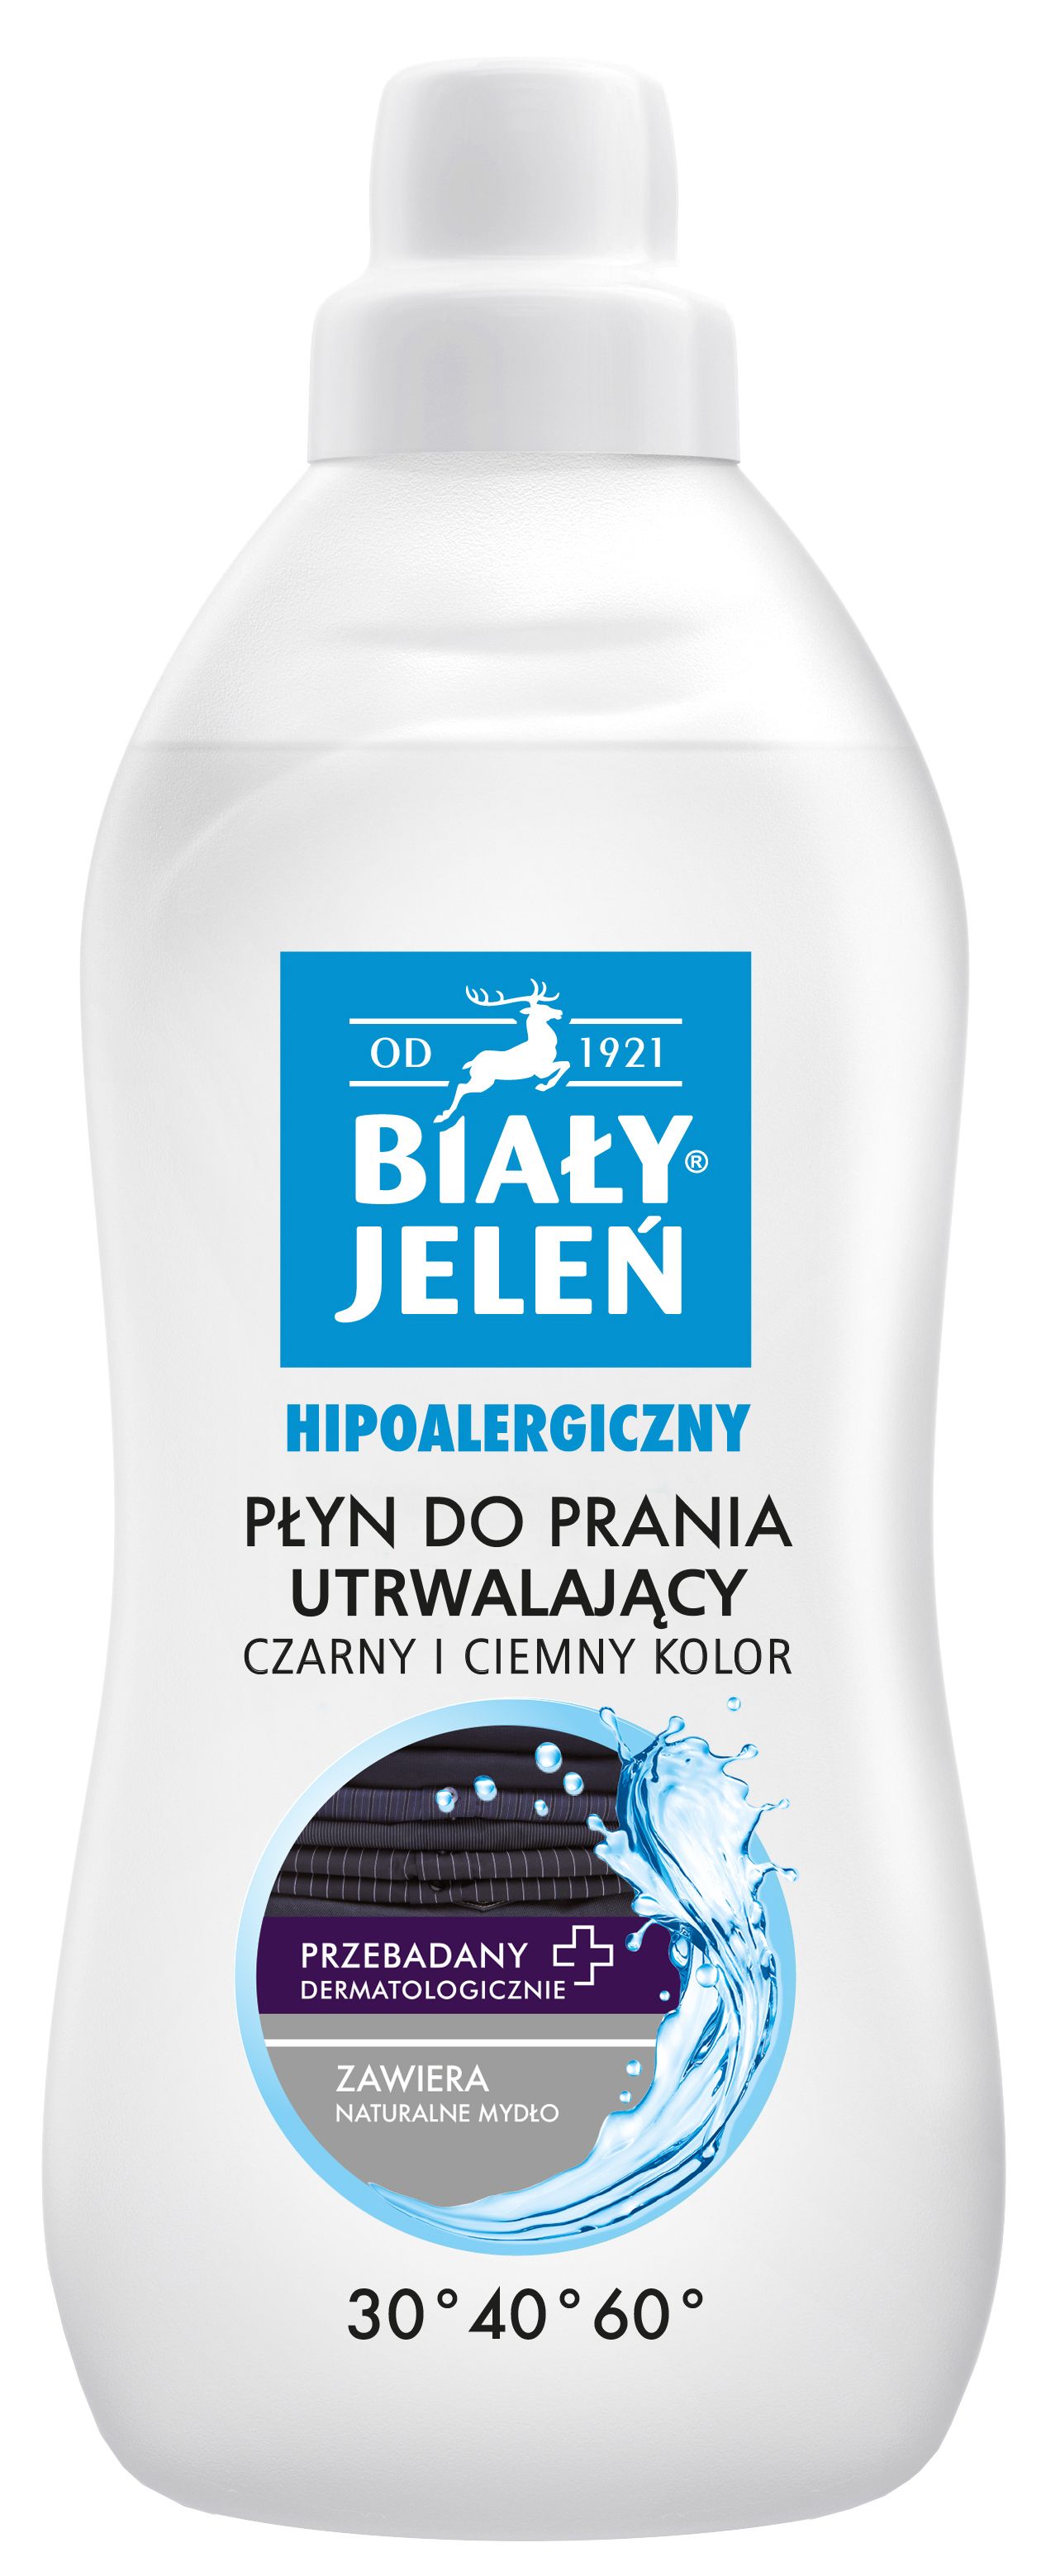 OD 1921
BIAŁY®
JELEŃ
HIPOALERGICZNY
PŁYN DO PRANIA
UTRWALAJĄCY
CZARNY I CIEMNY KOLOR
PRZEBADANY
DERMATOLOGICZNIE
ZAWIERA
NATURALNE MYDŁO
30° 40° 60°